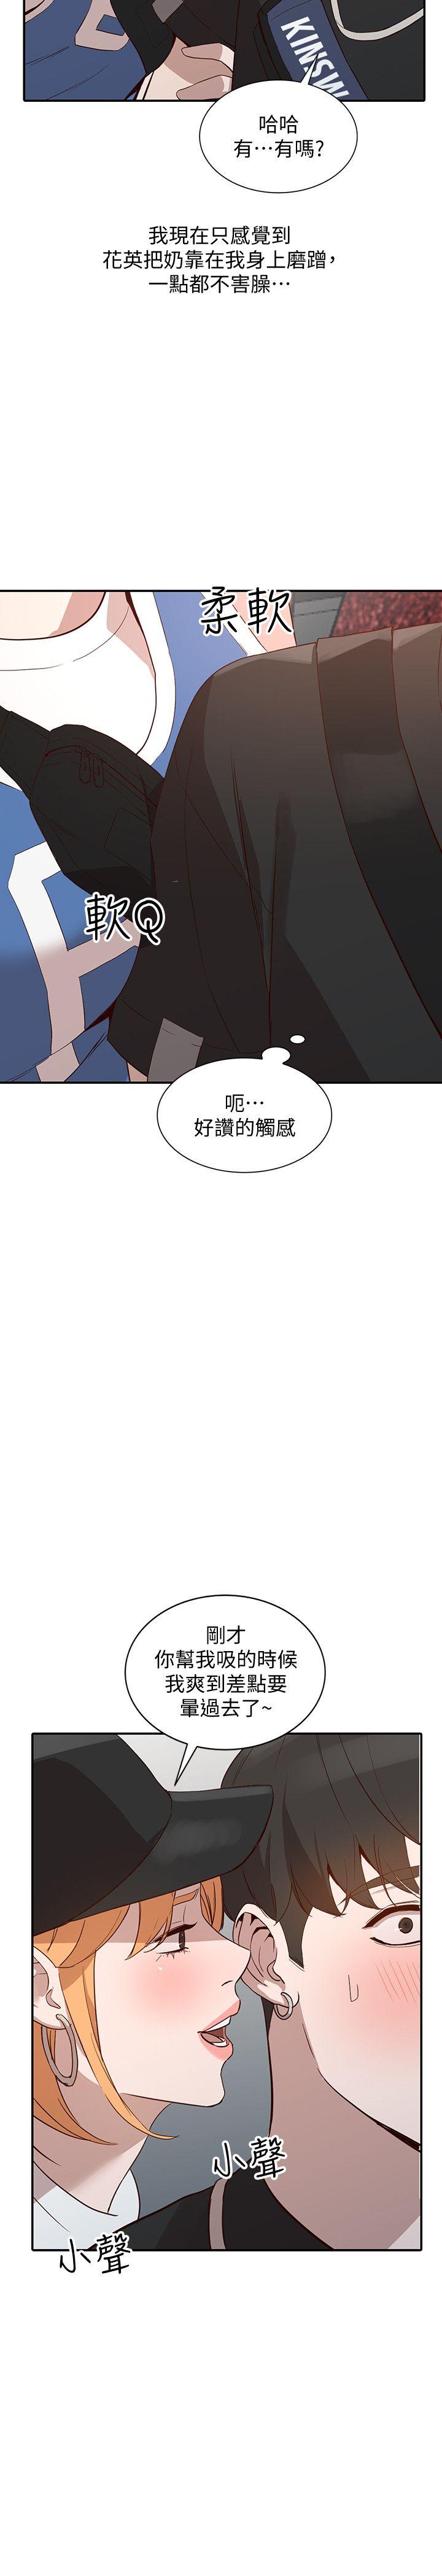 KINSW
哈哈
有⋯有嗎?
我現在只感覺到
花英把奶靠在我身上磨蹭,
一點都不害臊⋯
柔軟
軟Q
呃⋯
好讚的觸感
剛才
你幫我吸的時候
我爽到差點要
暈過去了~
小聲
小聲